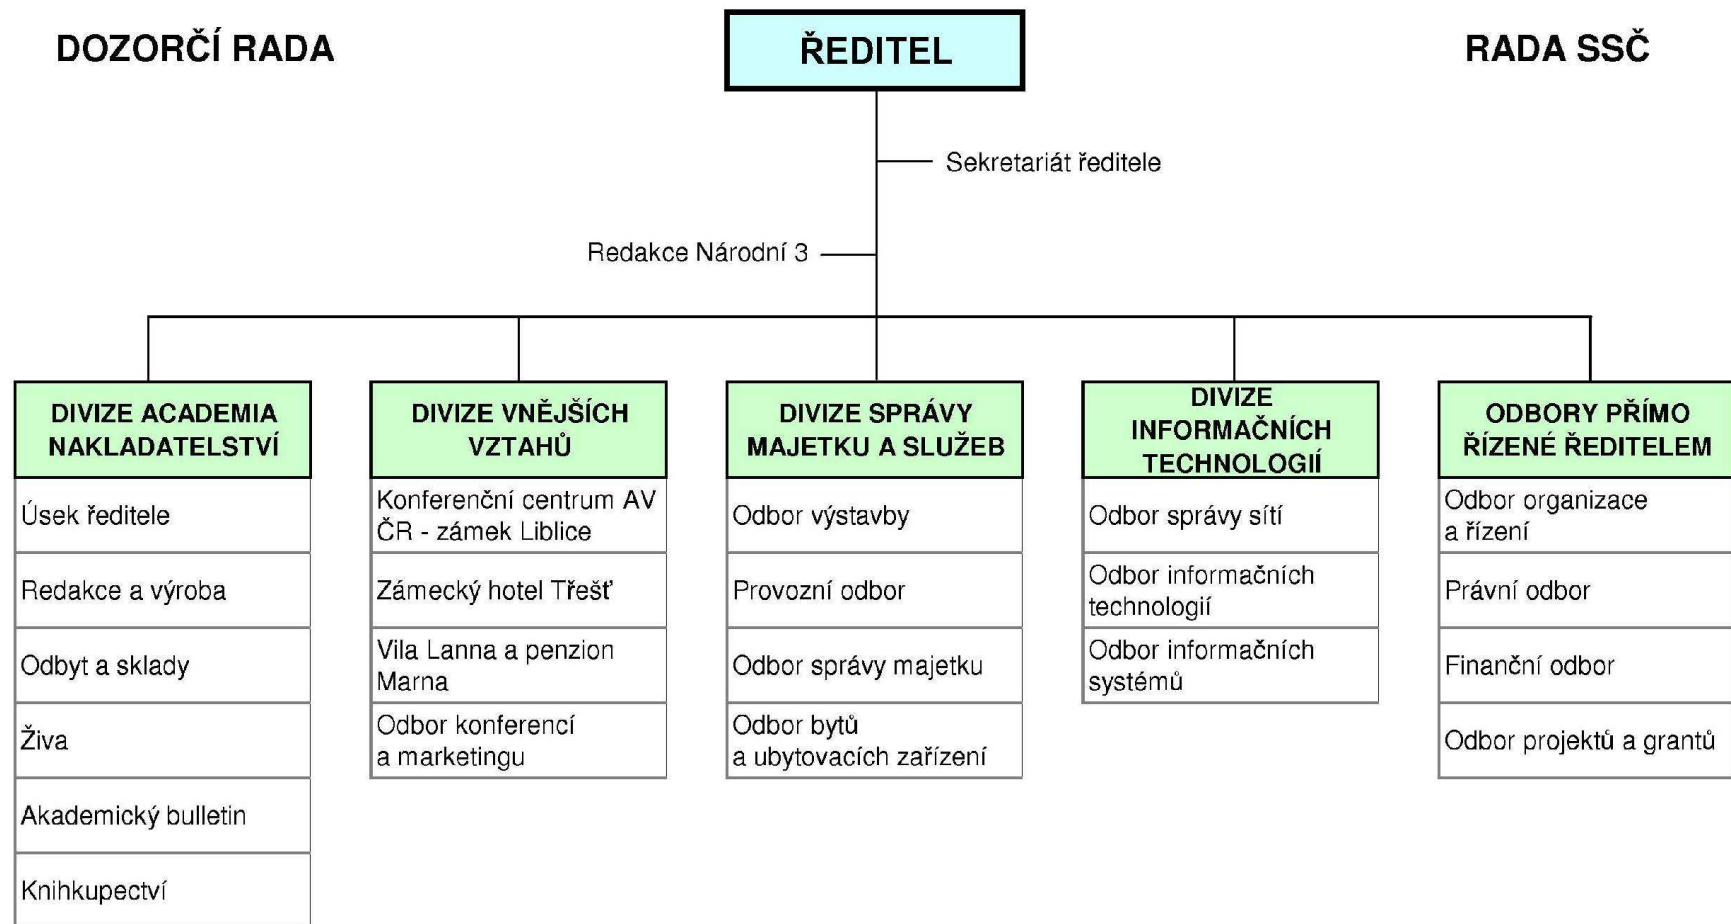 DOZORČÍ RADA
ŘEDITEL
RADA SSČ
Sekretariát ředitele
Redakce Národní 3
DIVIZE ACADEMIA
NAKLADATELSTVÍ
Úsek ředitele
Redakce a výroba
Odbyt a sklady
Živa
Akademický bulletin
Knihkupectví
DIVIZE VNĚJŠÍCH
VZTAHŮ
Konferenční centrum AV
ČR - zámek Liblice
Zámecký hotel Třešť
Vila Lanna a penzion
Marna
Odbor konferencí
a marketingu
DIVIZE SPRÁVY
MAJETKU A SLUŽEB
Odbor výstavby
Provozní odbor
Odbor správy majetku
Odbor bytů
a ubytovacích zařízení
DIVIZE
INFORMAČNÍCH
TECHNOLOGIÍ
Odbor správy sítí
Odbor informačních
technologií
Odbor informačních
systémů
ODBORY PŘÍMO
ŘÍZENÉ ŘEDITELEM
Odbor organizace
a řízení
Právní odbor
Finanční odbor
Odbor projektů a grantů